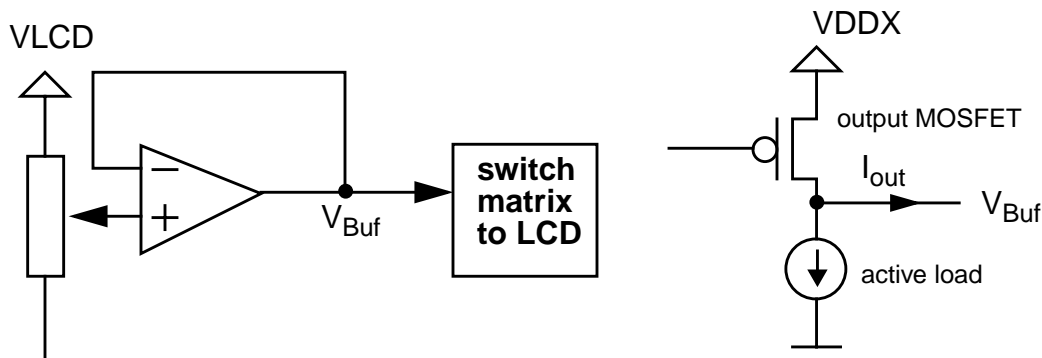 VLCD
−
+
V_Buf
switch
matrix
to LCD
VDDX
output MOSFET
I_out
V_Buf
active load